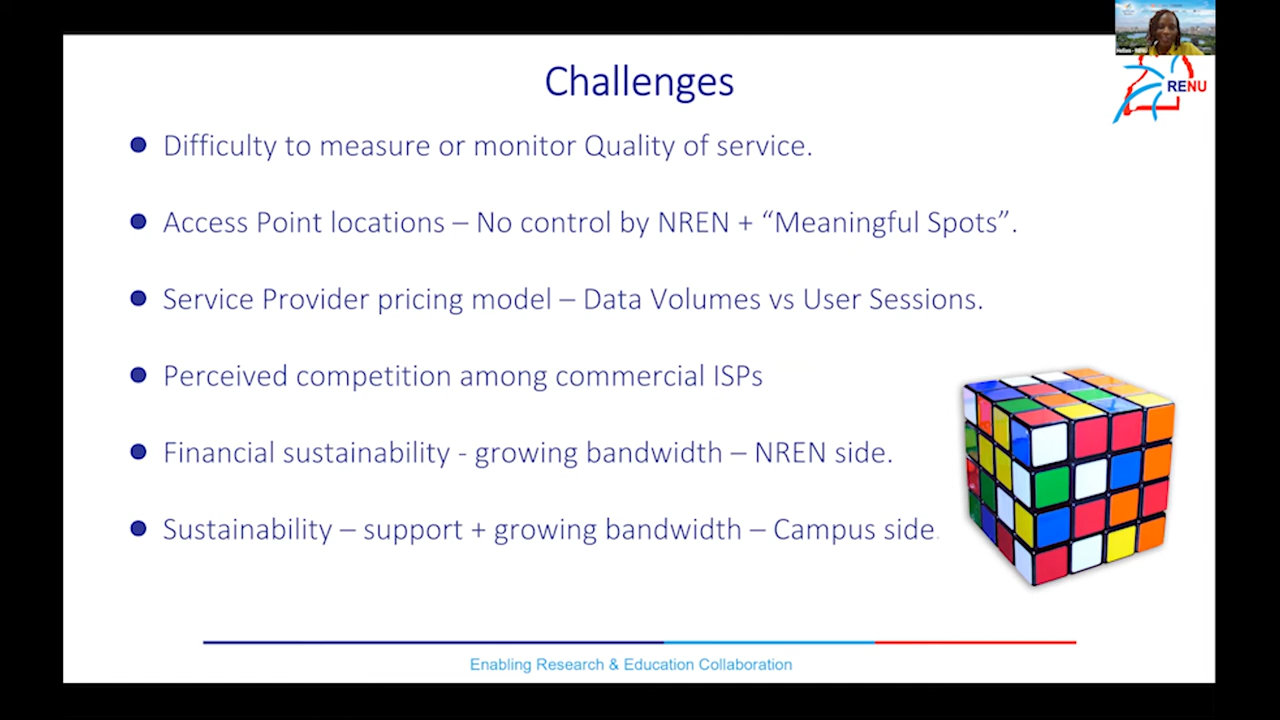 Challenges
RENU
Difficulty to measure or monitor Quality of service.
Access Point locations – No control by NREN + “Meaningful Spots”.
Service Provider pricing model – Data Volumes vs User Sessions.
Perceived competition among commercial ISPs
Financial sustainability - growing bandwidth – NREN side.
Sustainability – support + growing bandwidth – Campus side.
Enabling Research & Education Collaboration